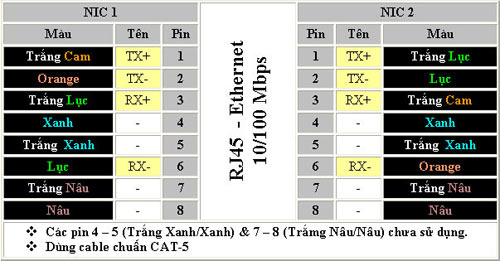 NIC 1 NIC 2
Màu Tên Pin RJ45 - Ethernet 10/100 Mbps Pin Tên Màu
Trắng Cam TX+ 1 1 TX+ Trắng Lục
Orange TX- 2 2 TX- Lục
Trắng Lục RX+ 3 3 RX+ Trắng Cam
Xanh - 4 4 - Xanh
Trắng Xanh - 5 5 - Trắng Xanh
Lục RX- 6 6 RX- Orange
Trắng Nâu - 7 7 - Trắng Nâu
Nâu - 8 8 - Nâu
❖ Các pin 4 – 5 (Trắng Xanh/Xanh) & 7 – 8 (Trắmg Nâu/Nâu) chưa sử dụng.
❖ Dùng cable chuẩn CAT-5